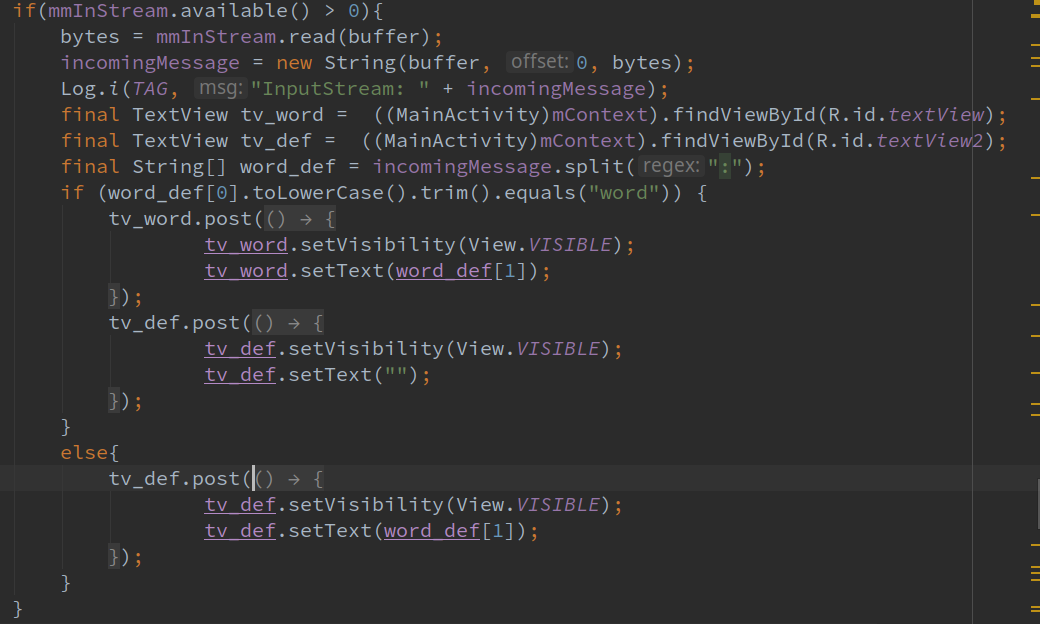 if(mmInStream.available() > 0){
    bytes = mmInStream.read(buffer);
    incomingMessage = new String(buffer, offset: 0, bytes);
    Log.i(TAG, msg: "InputStream: " + incomingMessage);
    final TextView tv_word =  ((MainActivity)mContext).findViewById(R.id.textView);
    final TextView tv_def =  ((MainActivity)mContext).findViewById(R.id.textView2);
    final String[] word_def = incomingMessage.split( regex: ":");
    if (word_def[0].toLowerCase().trim().equals("word")) {
        tv_word.post(() → {
                tv_word.setVisibility(View.VISIBLE);
                tv_word.setText(word_def[1]);
        });
        tv_def.post(() → {
                tv_def.setVisibility(View.VISIBLE);
                tv_def.setText("");
        });
    }
    else{
        tv_def.post(() → {
                tv_def.setVisibility(View.VISIBLE);
                tv_def.setText(word_def[1]);
        });
    }
}